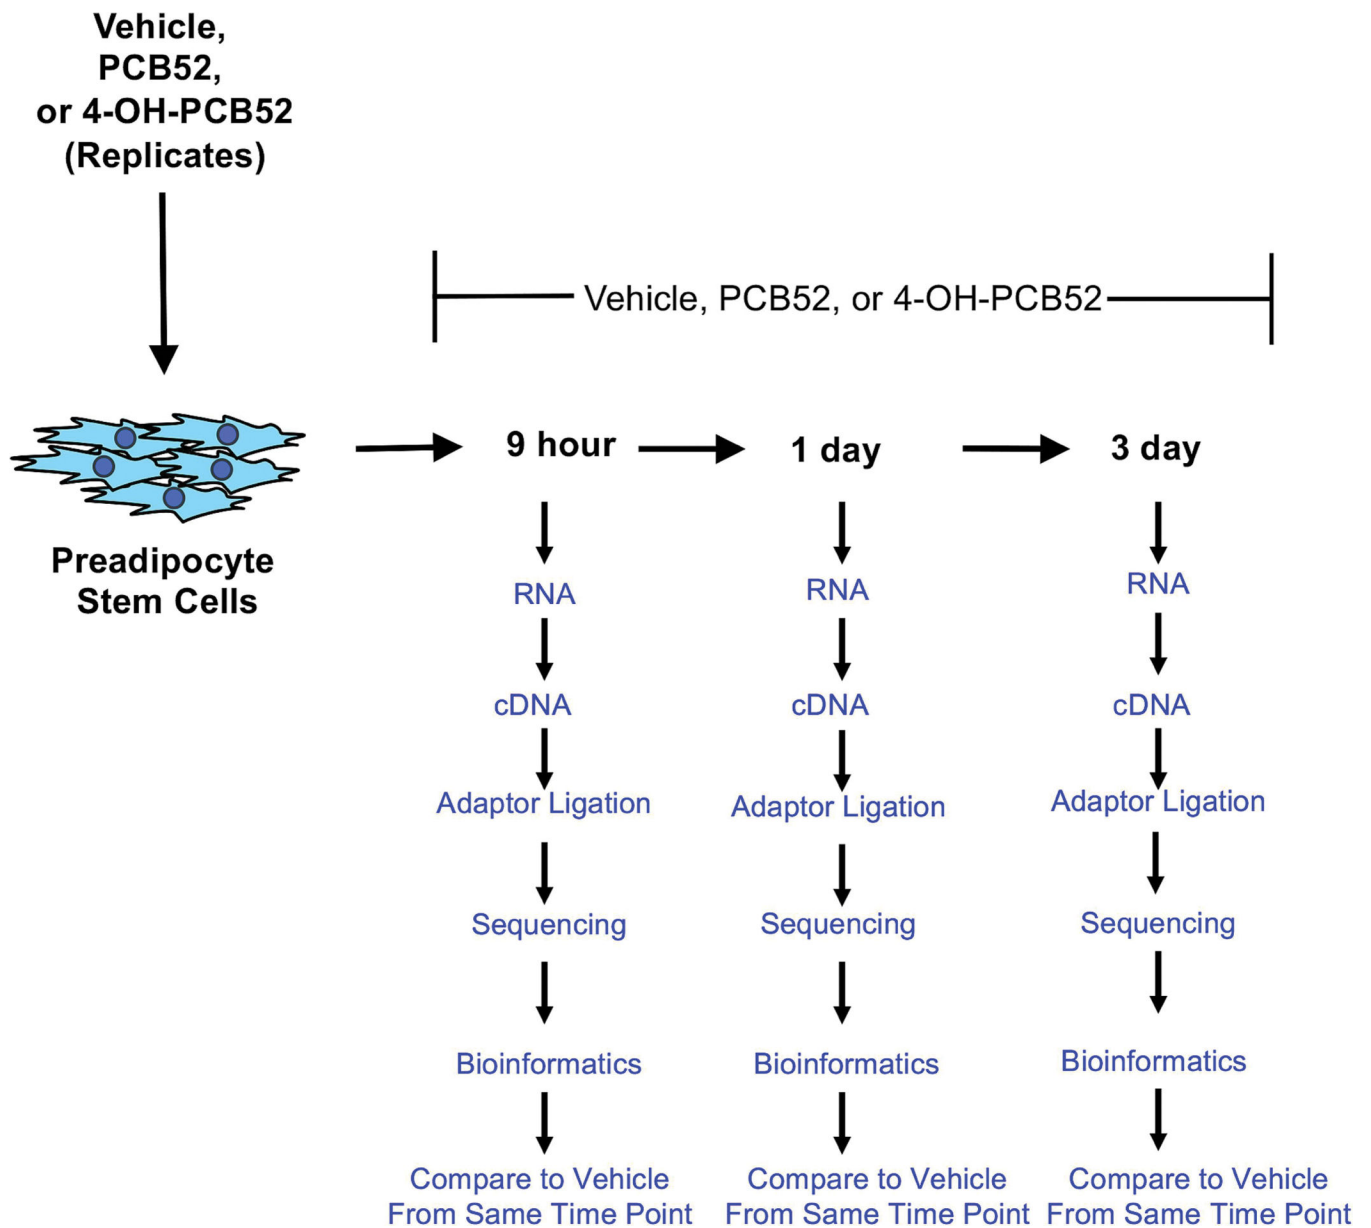 Vehicle,
PCB52,
or 4-OH-PCB52
(Replicates)
Vehicle, PCB52, or 4-OH-PCB52
Preadipocyte
Stem Cells
9 hour
1 day
3 day
RNA
RNA
RNA
cDNA
cDNA
cDNA
Adaptor Ligation
Adaptor Ligation
Adaptor Ligation
Sequencing
Sequencing
Sequencing
Bioinformatics
Bioinformatics
Bioinformatics
Compare to Vehicle
From Same Time Point
Compare to Vehicle
From Same Time Point
Compare to Vehicle
From Same Time Point